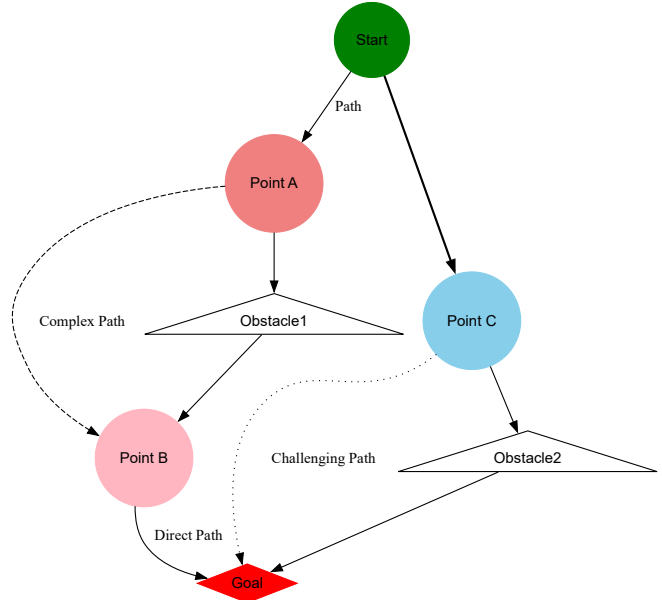 Start
Path
Point A
Complex Path
Obstacle1
Point C
Point B
Challenging Path
Obstacle2
Direct Path
Goal